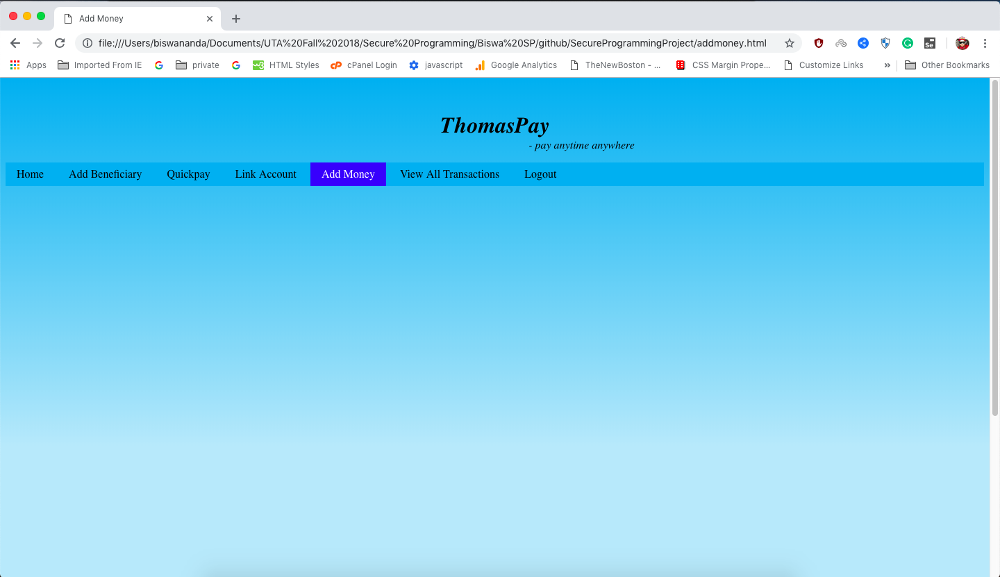 Add Money
file:///Users/biswananda/Documents/UTA%20Fall%202018/Secure%20Programming/Biswa%20SP/github/SecureProgrammingProject/addmoney.html
Se
Apps Imported From IE private HTML Styles cPanel Login javascript Google Analytics TheNewBoston - ... CSS Margin Prope... Customize Links » Other Bookmarks
ThomasPay
- pay anytime anywhere
Home Add Beneficiary Quickpay Link Account Add Money View All Transactions Logout